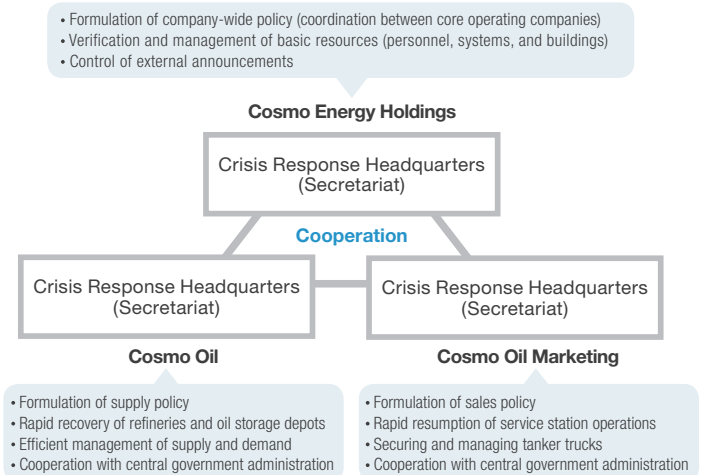 • Formulation of company-wide policy (coordination between core operating companies)
• Verification and management of basic resources (personnel, systems, and buildings)
• Control of external announcements
Cosmo Energy Holdings
Crisis Response Headquarters
(Secretariat)
Cooperation
Crisis Response Headquarters
(Secretariat)
Cosmo Oil
• Formulation of supply policy
• Rapid recovery of refineries and oil storage depots
• Efficient management of supply and demand
• Cooperation with central government administration
Crisis Response Headquarters
(Secretariat)
Cosmo Oil Marketing
• Formulation of sales policy
• Rapid resumption of service station operations
• Securing and managing tanker trucks
• Cooperation with central government administration